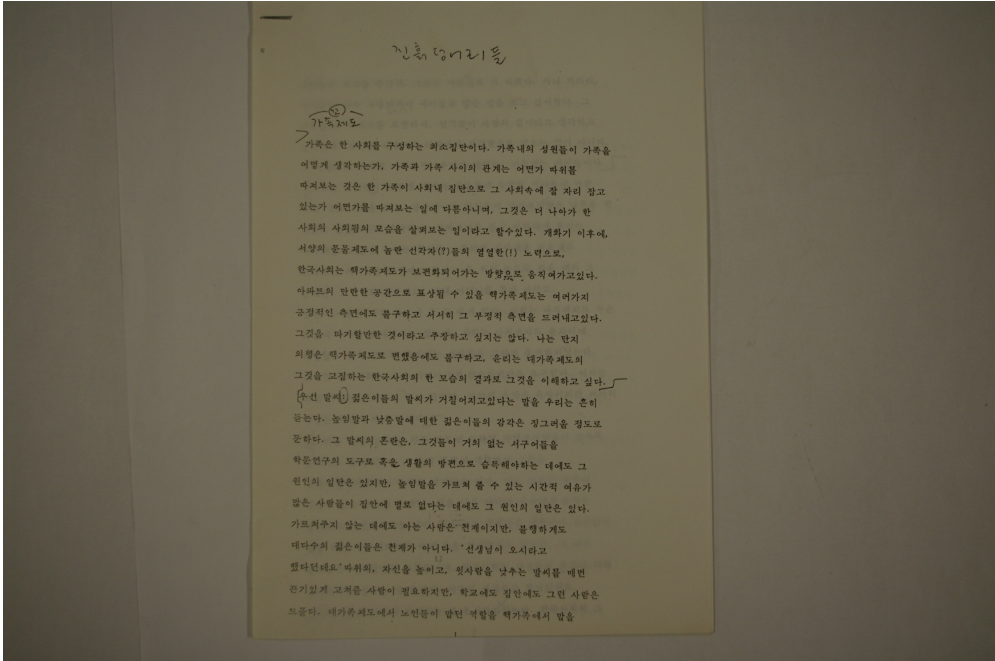 진흙덩어리들
가족제도
가족은 한 사회를 구성하는 최소집단이다. 가족내의 성원들이 가족을
어떻게 생각하는가, 가족과 가족 사이의 관계는 어떤가 따위를
따져보는 것은 한 가족이 사회내 집단으로 그 사회속에 잘 자리 잡고
있는가 어떤가를 따져보는 일에 다름아니며, 그것은 더 나아가 한
사회의 사회됨의 모습을 살펴보는 일이라고 할수있다. 개화기 이후에,
서양의 문물제도에 놀란 선각자(?)들의 열열한(!) 노력으로,
한국사회는 핵가족제도가 보편화되어가는 방향으로 움직여가고있다.
아파트의 단란한 공간으로 표상될 수 있을 핵가족제도는 여러가지
긍정적인 측면에도 불구하고 서서히 그 부정적 측면을 드러내고있다.
그것을 타기할만한 것이라고 주장하고 싶지는 않다. 나는 단지
의청은 핵가족제도로 변했음에도 불구하고, 윤리는 대가족제도의
그것을 고집하는 한국사회의 한 모습의 결과로 그것을 이해하고 싶다.
우선 말씨: 젊은이들의 말씨가 거칠어지고있다는 말을 우리는 흔히
듣는다. 높임말과 낮춤말에 대한 젊은이들의 감각은 징그러울 정도로
둔하다. 그 말씨의 혼란은, 그것들이 거의 없는 서구어들을
학문연구의 도구로 혹은 생활의 방편으로 습득해야하는 데에도 그
원인의 일단은 있지만, 높임말을 가르쳐 줄 수 있는 시간적 여유가
많은 사람들이 집안에 별로 없다는 데에도 그 원인의 일단은 있다.
가르쳐주지 않는 데에도 아는 사람은 천재이지만, 불행하게도
대다수의 젊은이들은 천재가 아니다. "선생님이 오시라고
했다던데요"따위의, 자신을 높이고, 윗사람을 낮추는 말씨를 매번
끈기있게 고쳐줄 사람이 필요하지만, 학교에도 집안에도 그런 사람은
드물다. 대가족제도에서 노인들이 맡던 역할을 핵가족에서 맡을